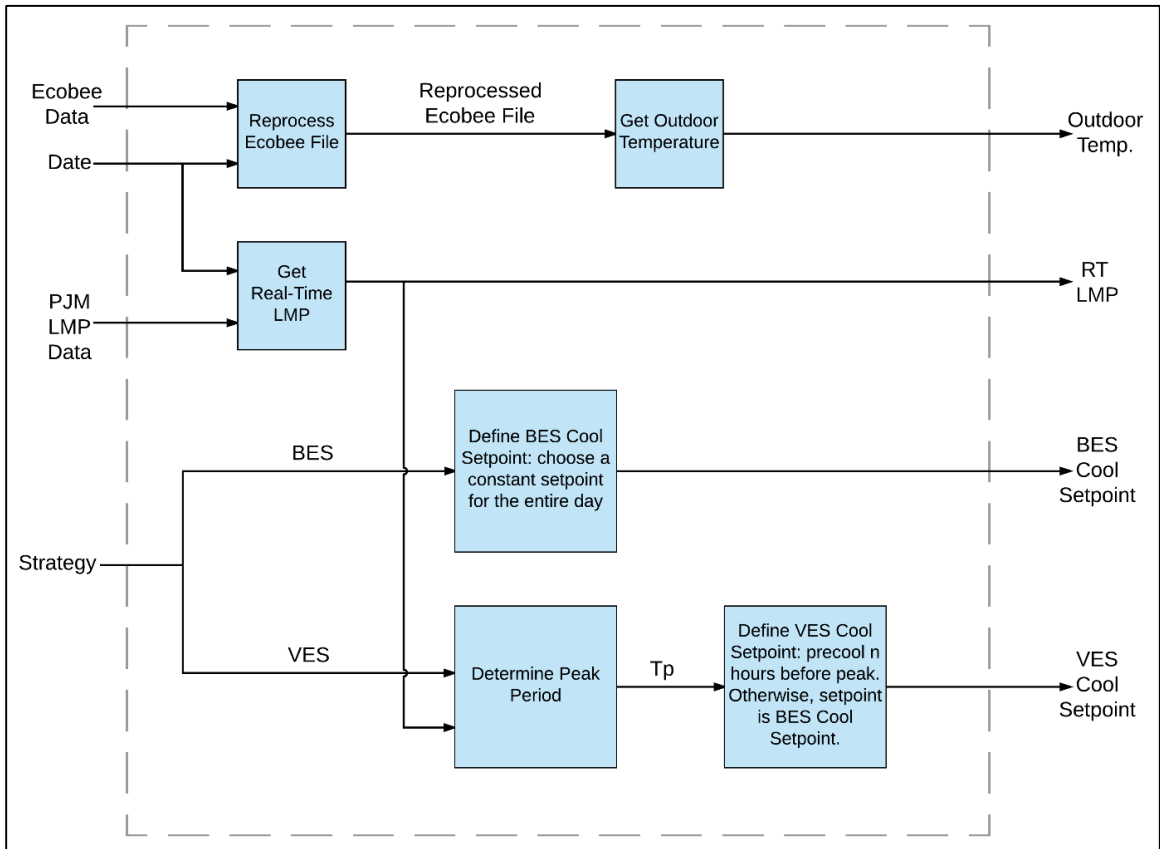 Ecobee
Data
Date
Reprocess
Ecobee File
Reprocessed
Ecobee File
Get Outdoor
Temperature
Outdoor
Temp.
PJM
LMP
Data
Get
Real-Time
LMP
RT
LMP
Strategy
BES
Define BES Cool
Setpoint: choose a
constant setpoint
for the entire day
BES
Cool
Setpoint
VES
Determine Peak
Period
Tp
Define VES Cool
Setpoint: precool n
hours before peak.
Otherwise, setpoint
is BES Cool
Setpoint.
VES
Cool
Setpoint